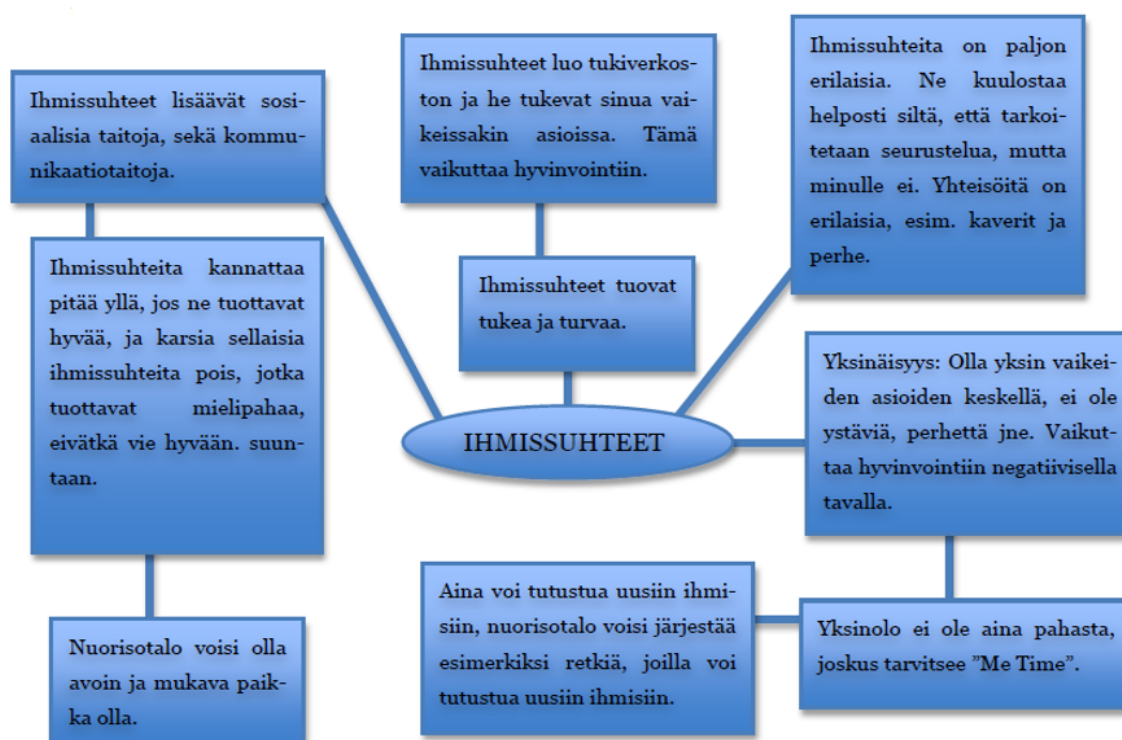 Ihmissuhteet lisäävät sosi-
aalisia taitoja, sekä kommu-
nikaatiotaitoja.
Ihmissuhteita kannattaa
pitää yllä, jos ne tuottavat
hyvää, ja karsia sellaisia
ihmissuhteita pois, jotka
tuottavat mielipahaa,
eivätkä vie hyvään. suun-
taan.
Nuorisotalo voisi olla
avoin ja mukava paik-
ka olla.
Ihmissuhteet luo tukiverkos-
ton ja he tukevat sinua vai-
keissakin asioissa. Tämä
vaikuttaa hyvinvointiin.
Ihmissuhteet tuovat
tukea ja turvaa.
IHMISSUHTEET
Ihmissuhteita on paljon
erilaisia. Ne kuulostaa
helposti siltä, että tarkoi-
tetaan seurustelua, mutta
minulle ei. Yhteisöitä on
erilaisia, esim. kaverit ja
perhe.
Yksinäisyys: Olla yksin vaikei-
den asioiden keskellä, ei ole
ystäviä, perhettä jne. Vaikut-
taa hyvinvointiin negatiivisella
tavalla.
Yksinolo ei ole aina pahasta,
joskus tarvitsee ”Me Time”.
Aina voi tutustua uusiin ihmi-
siin, nuorisotalo voisi järjestää
esimerkiksi retkiä, joilla voi
tutustua uusiin ihmisiin.